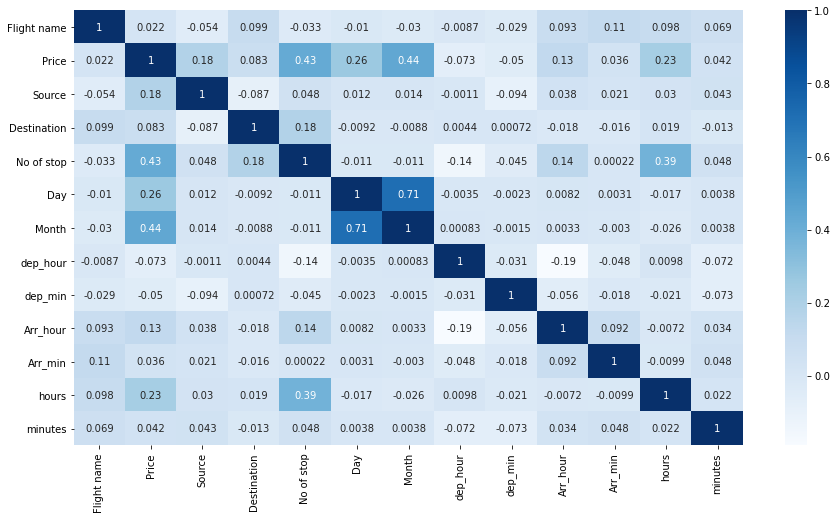 Flight name 1 0.022 -0.054 0.099 -0.033 -0.01 -0.03 -0.0087 -0.029 0.093 0.11 0.098 0.069
Price 0.022 1 0.18 0.083 0.43 0.26 0.44 -0.073 -0.05 0.13 0.036 0.23 0.042
Source -0.054 0.18 1 -0.087 0.048 0.012 0.014 -0.0011 -0.094 0.038 0.021 0.03 0.043
Destination 0.099 0.083 -0.087 1 0.18 -0.0092 -0.0088 0.0044 0.00072 -0.018 -0.016 0.019 -0.013
No of stop -0.033 0.43 0.048 0.18 1 -0.011 -0.011 -0.14 -0.045 0.14 0.00022 0.39 0.048
Day -0.01 0.26 0.012 -0.0092 -0.011 1 0.71 -0.0035 -0.0023 0.0082 0.0031 -0.017 0.0038
Month -0.03 0.44 0.014 -0.0088 -0.011 0.71 1 0.00083 -0.0015 0.0033 -0.003 -0.026 0.0038
dep_hour -0.0087 -0.073 -0.0011 0.0044 -0.14 -0.0035 0.00083 1 -0.031 -0.19 -0.048 0.0098 -0.072
dep_min -0.029 -0.05 -0.094 0.00072 -0.045 -0.0023 -0.0015 -0.031 1 -0.056 -0.018 -0.021 -0.073
Arr_hour 0.093 0.13 0.038 -0.018 0.14 0.0082 0.0033 -0.19 -0.056 1 0.092 -0.0072 0.034
Arr_min 0.11 0.036 0.021 -0.016 0.00022 0.0031 -0.003 -0.048 -0.018 0.092 1 -0.0099 0.048
hours 0.098 0.23 0.03 0.019 0.39 -0.017 -0.026 0.0098 -0.021 -0.0072 -0.0099 1 0.022
minutes 0.069 0.042 0.043 -0.013 0.048 0.0038 0.0038 -0.072 -0.073 0.034 0.048 0.022 1
Flight name
Price
Source
Destination
No of stop
Day
Month
dep_hour
dep_min
Arr_hour
Arr_min
hours
minutes
1.0
0.8
0.6
0.4
0.2
0.0